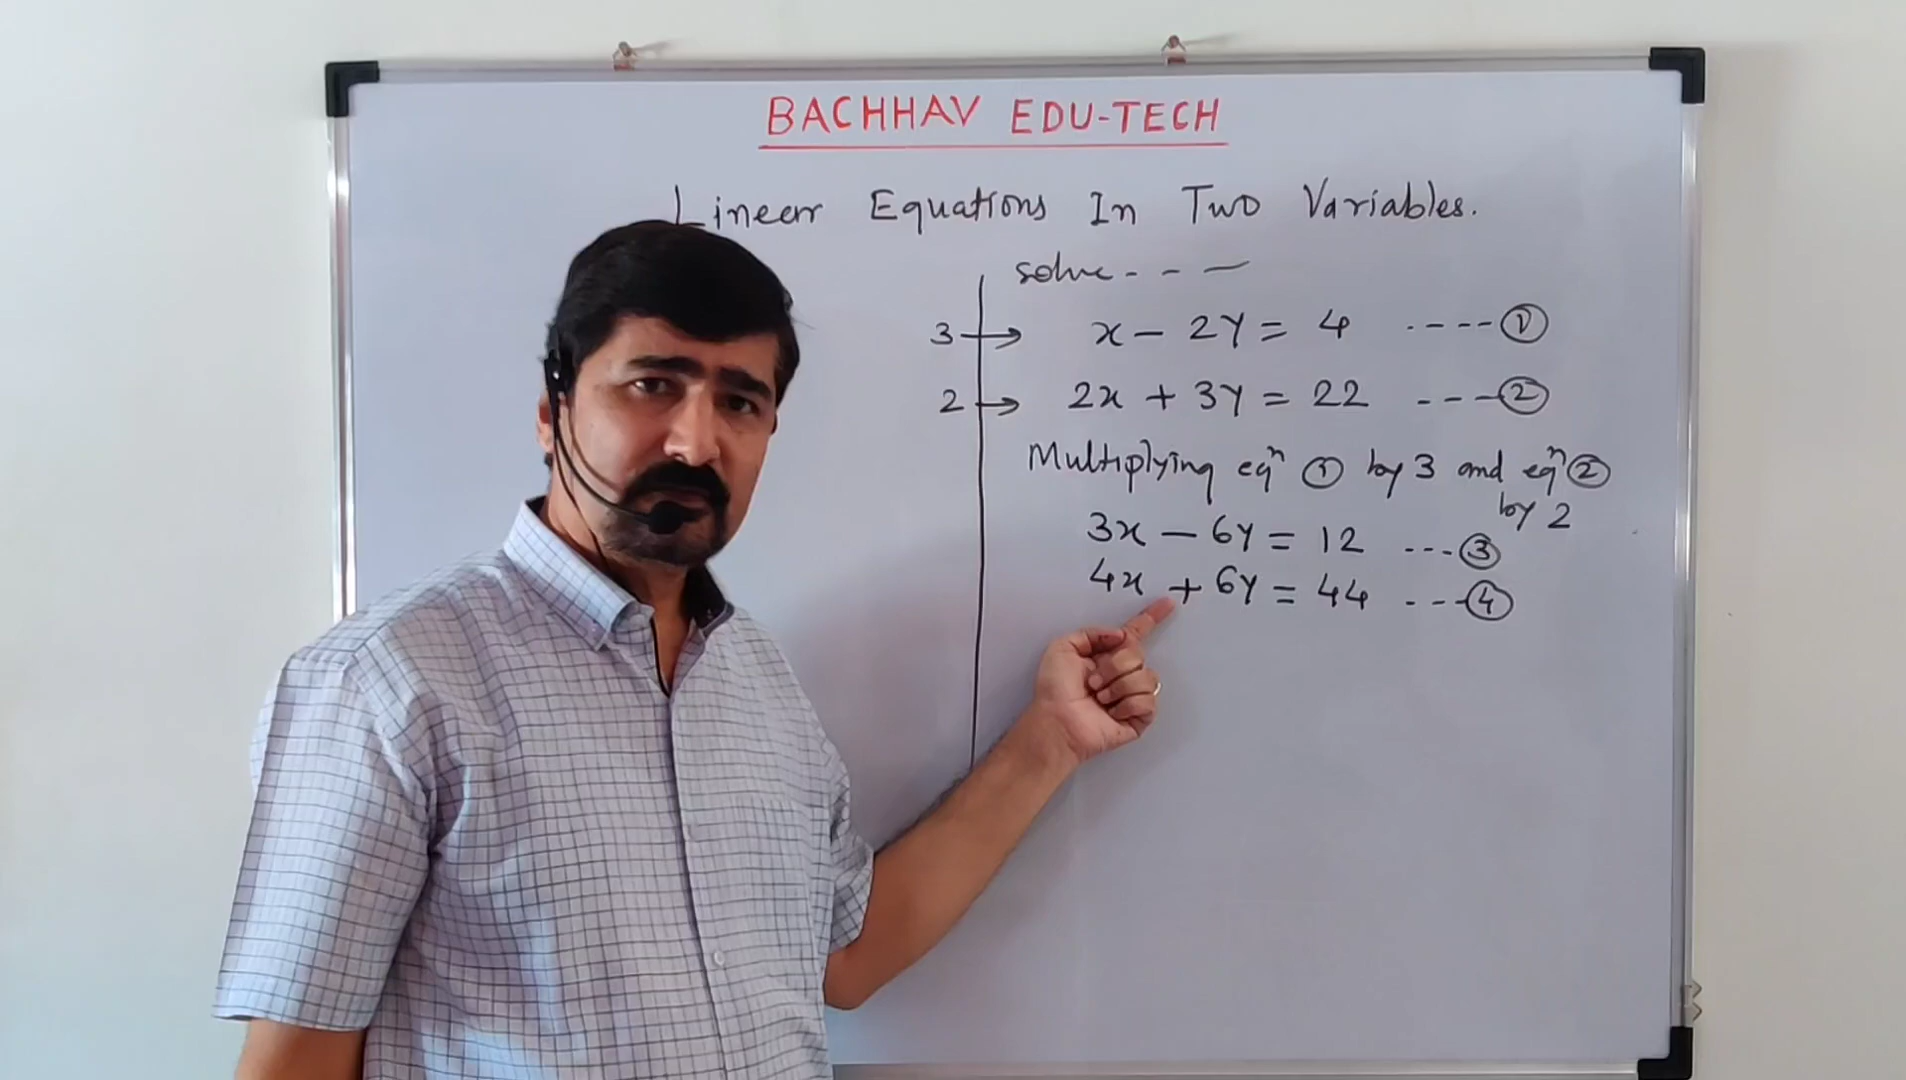 BACHHAV EDU-TECH
Linear Equations In Two Variables.
solve - - -
3 → x - 2y = 4 ---- ①
2 → 2x + 3y = 22 --- ②
Multiplying eqⁿ ① by 3 and eqⁿ ②
by 2
3x - 6y = 12 --- ③
4x + 6y = 44 --- ④